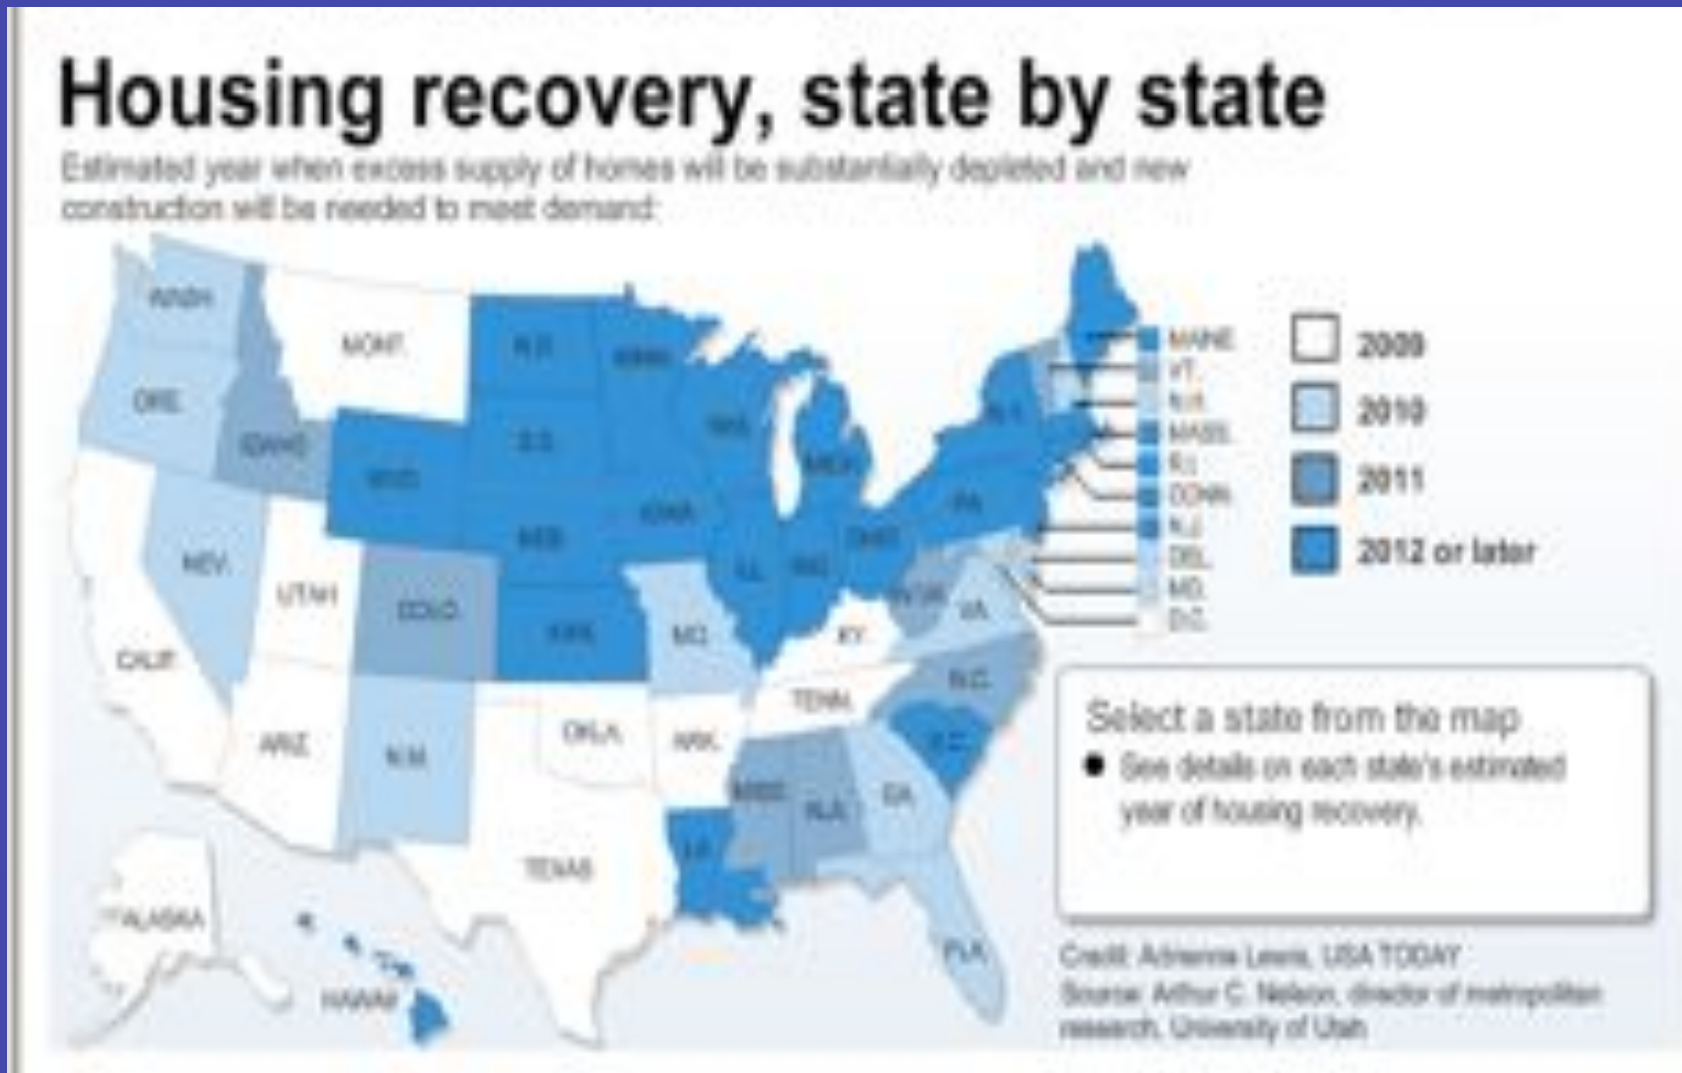 Housing recovery, state by state
Estimated year when excess supply of homes will be substantially depleted and new
construction will be needed to meet demand:
WASH.
MONT.
N.D.
MINN.
ORE.
IDAHO
WYO.
S.D.
WIS.
MICH.
N.Y.
MAINE
VT.
N.H.
MASS.
R.I.
CONN.
N.J.
DEL.
MD.
D.C.
2009
2010
2011
2012 or later
NEV.
UTAH
COLO.
NEB.
IOWA
ILL.
IND.
OHIO
PA.
CALIF.
KAN.
MO.
KY.
W.VA.
VA.
ARIZ.
N.M.
OKLA.
ARK.
TENN.
N.C.
S.C.
TEXAS
LA.
MISS.
ALA.
GA.
FLA.
ALASKA
HAWAII
Select a state from the map
● See details on each state's estimated
year of housing recovery.
Credit: Adrienne Lewis, USA TODAY
Source: Arthur C. Nelson, director of metropolitan
research, University of Utah